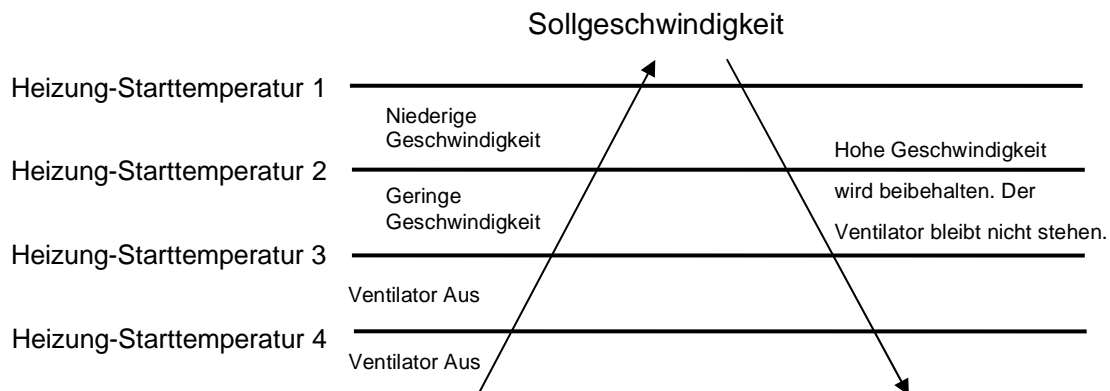 Sollgeschwindigkeit
Heizung-Starttemperatur 1
Niederige
Geschwindigkeit
Hohe Geschwindigkeit
Heizung-Starttemperatur 2
wird beibehalten. Der
Geringe
Geschwindigkeit
Ventilator bleibt nicht stehen.
Heizung-Starttemperatur 3
Ventilator Aus
Heizung-Starttemperatur 4
Ventilator Aus